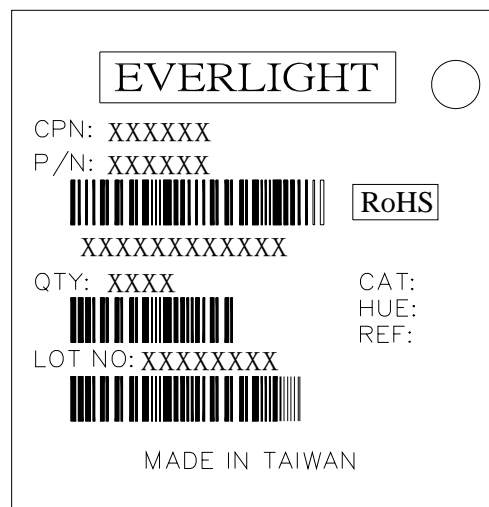 EVERLIGHT
CPN: XXXXXX
P/N: XXXXXX
RoHS
XXXXXXXXXXXX
QTY: XXXX
CAT:
HUE:
REF:
LOT NO: XXXXXXXX
MADE IN TAIWAN